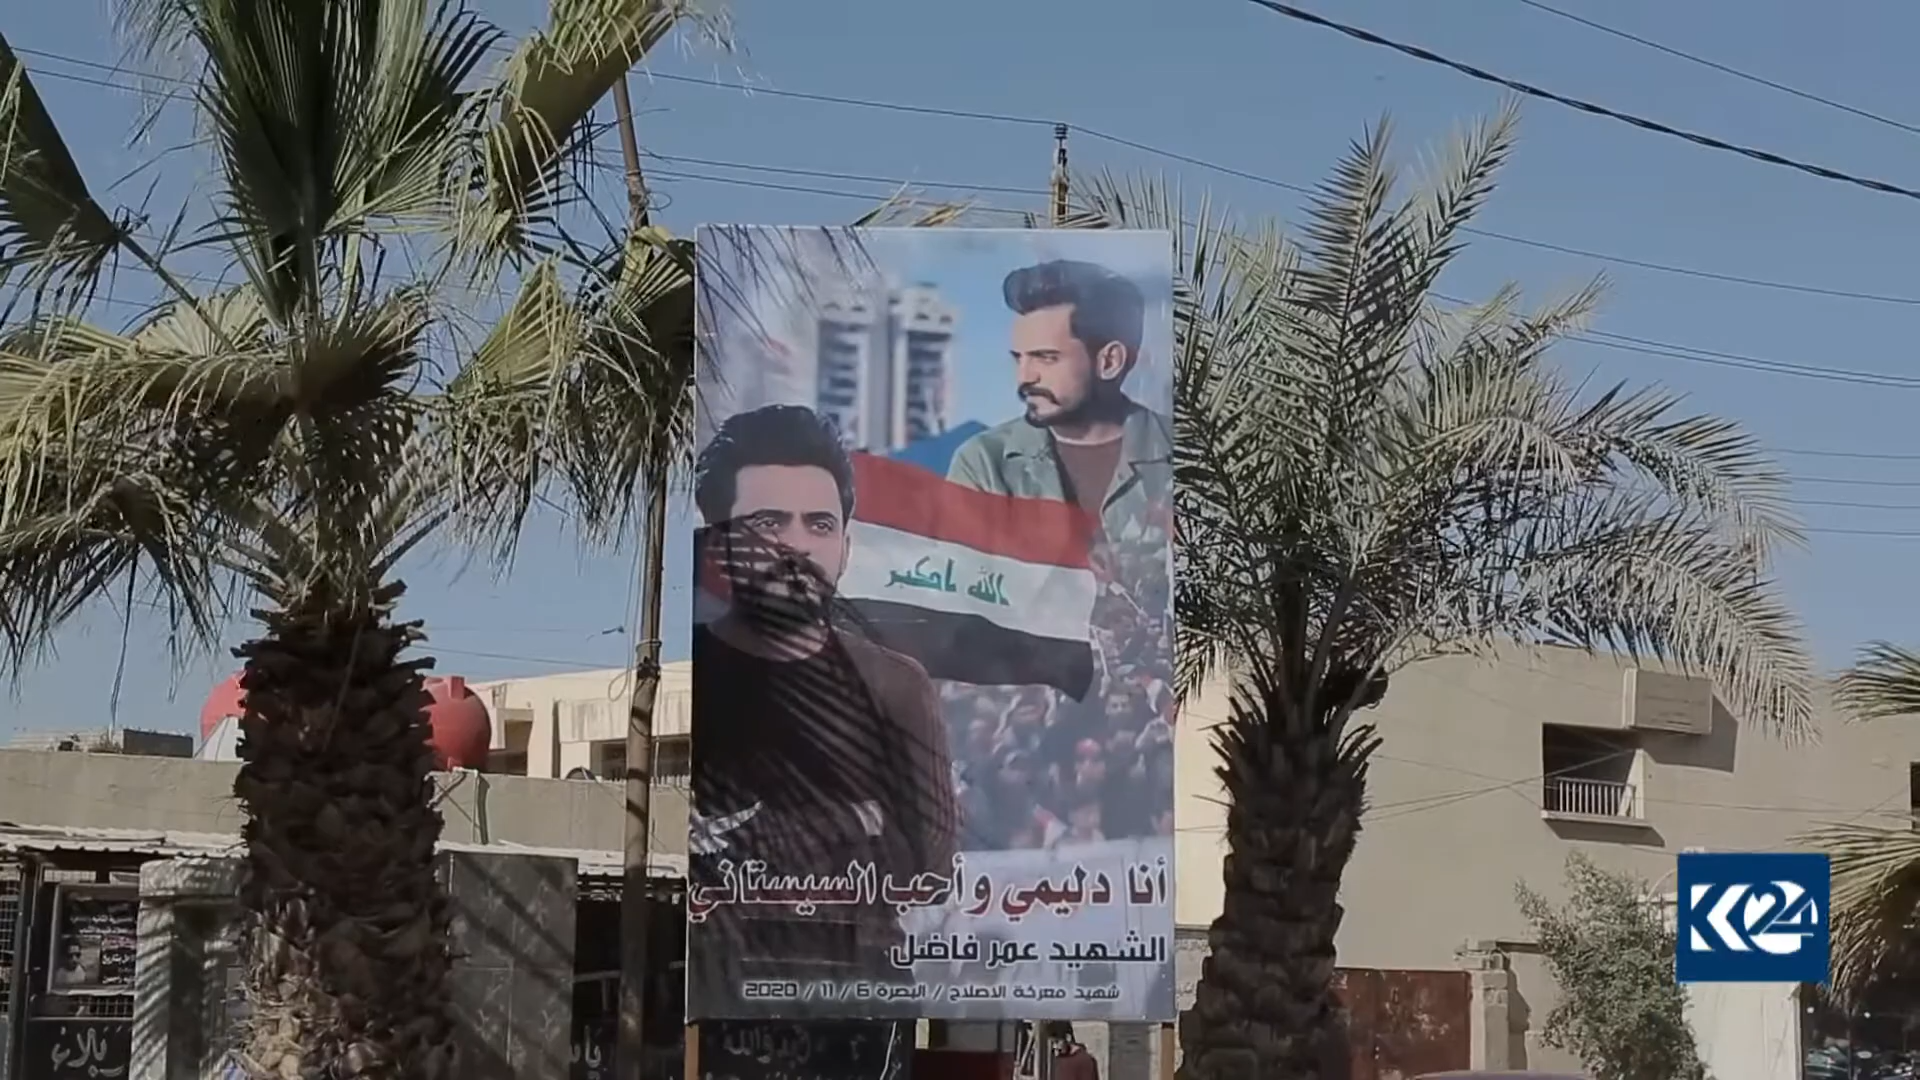 الله اكبر
أنا دليمي وأحب السيستاني
الشهيد عمر فاضل
شهيد معركة الاصلاح / البصرة 6 / 11 / 2020
K24